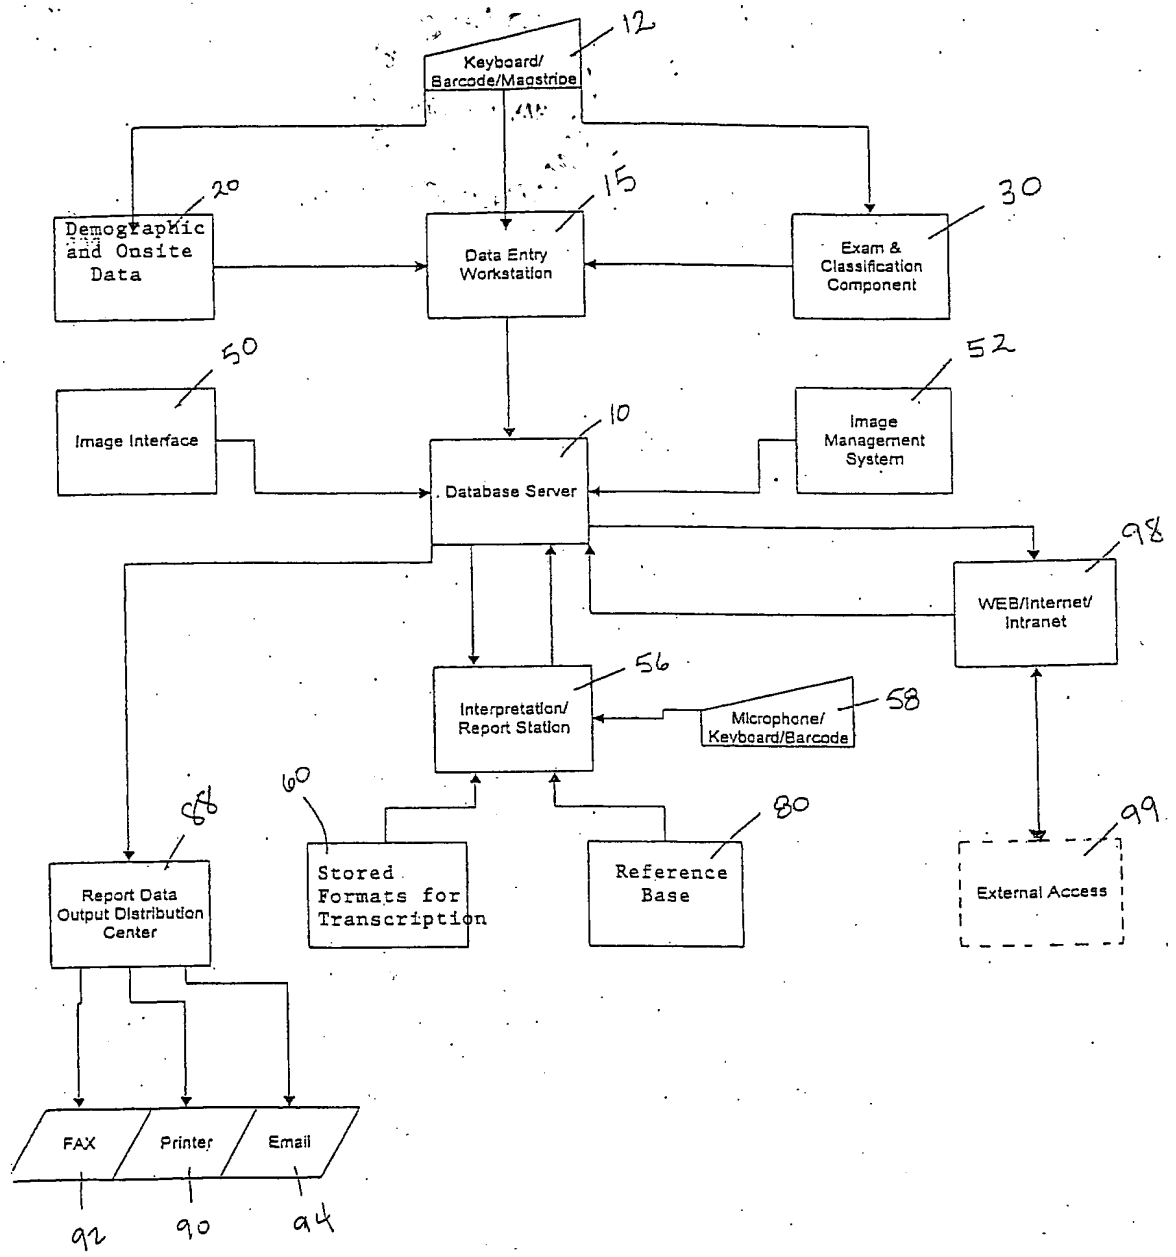 12
Keyboard/
Barcode/Magstripe
20
15
30
Demographic
and Onsite
Data
Data Entry
Workstation
Exam &
Classification
Component
50
52
Image Interface
10
Image
Management
System
Database Server
98
WEB/Internet/
Intranet
56
Interpretation/
Report Station
58
Microphone/
Keyboard/Barcode
60
80
99
88
Stored
Formats for
Transcription
Reference
Base
External Access
Report Data
Output Distribution
Center
FAX
Printer
Email
92
90
94